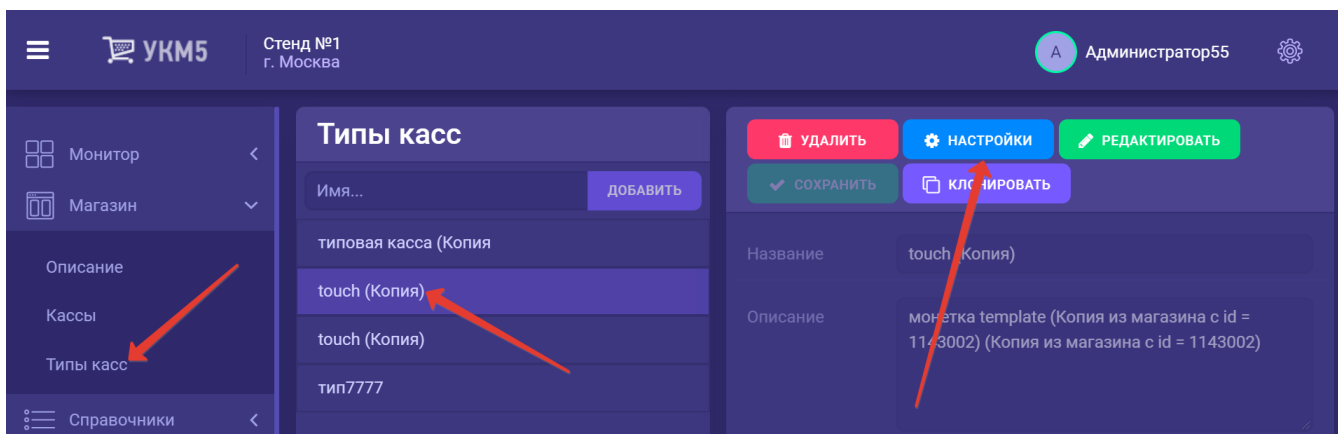 УКМ5
Стенд №1
г. Москва
А
Администратор55
Монитор
Магазин
Описание
Кассы
Типы касс
Справочники
Типы касс
Имя...
ДОБАВИТЬ
типовая касса (Копия
touch (Копия)
touch (Копия)
тип7777
УДАЛИТЬ
НАСТРОЙКИ
РЕДАКТИРОВАТЬ
СОХРАНИТЬ
КЛОНИРОВАТЬ
Название
touch (Копия)
Описание
монетка template (Копия из магазина с id =
1143002) (Копия из магазина с id = 1143002)